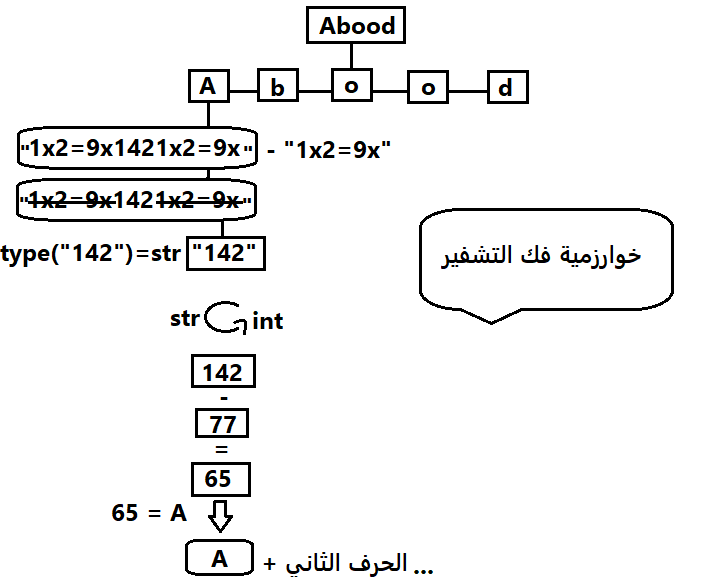 Abood
A b o o d
"1x2=9x1421x2=9x" - "1x2=9x"
"1x2=9x1421x2=9x"
type("142")=str "142"
خوارزمية فك التشفير
str int
142
-
77
=
65
65 = A
A + الحرف الثاني ...